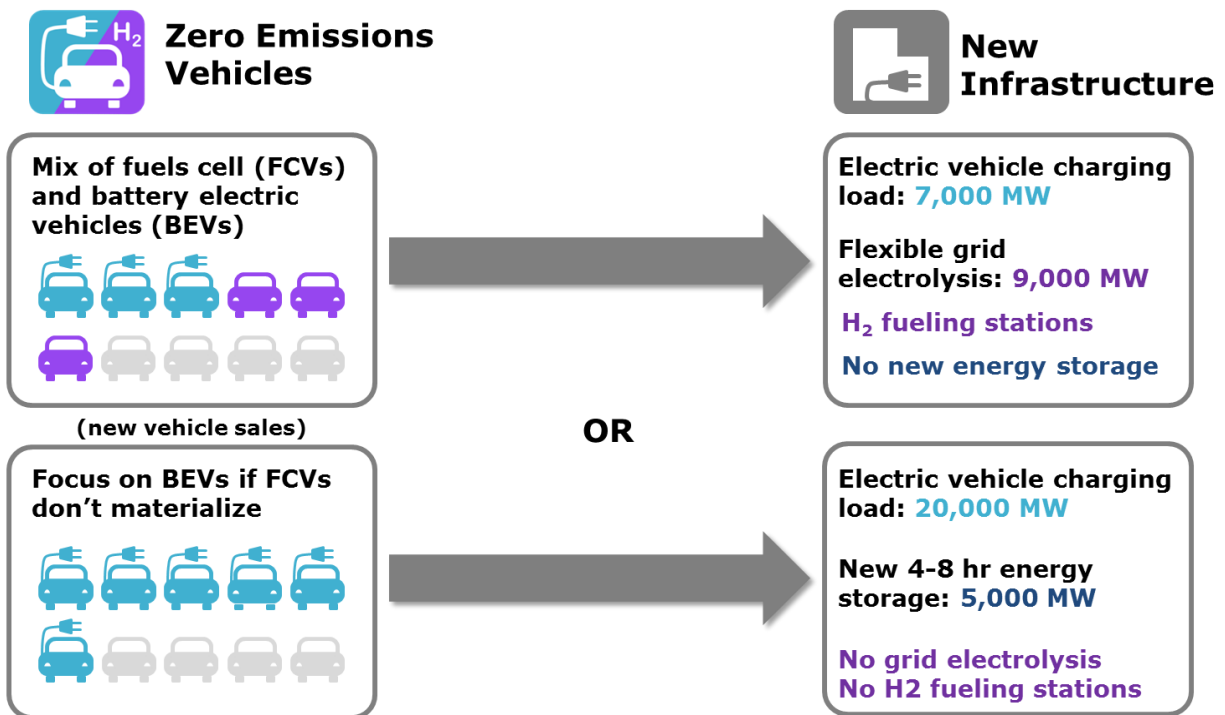 H2
Zero Emissions
Vehicles
New
Infrastructure
Mix of fuels cell (FCVs)
and battery electric
vehicles (BEVs)
Electric vehicle charging
load: 7,000 MW
Flexible grid
electrolysis: 9,000 MW
H2 fueling stations
No new energy storage
(new vehicle sales)
OR
Focus on BEVs if FCVs
don’t materialize
Electric vehicle charging
load: 20,000 MW
New 4-8 hr energy
storage: 5,000 MW
No grid electrolysis
No H2 fueling stations